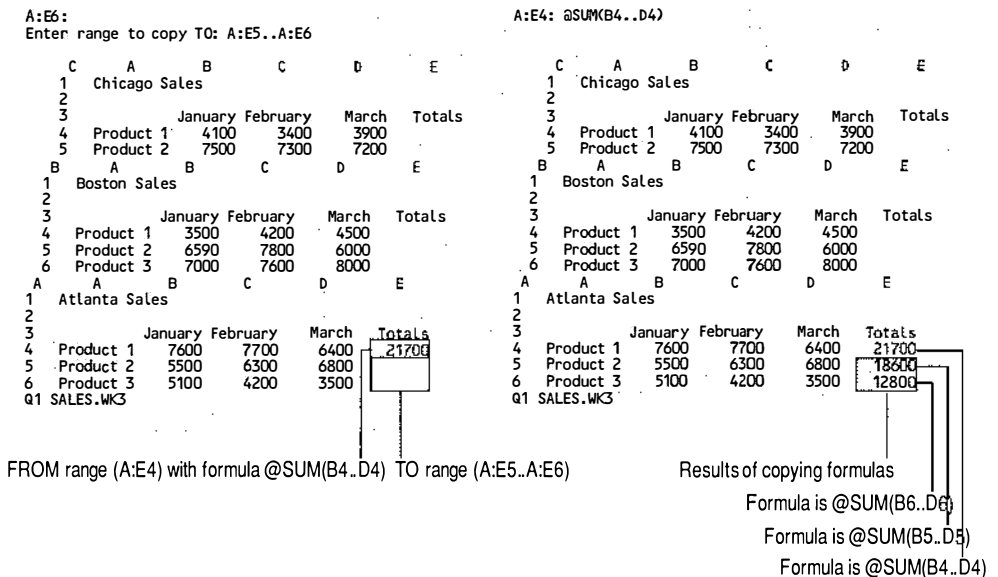 A:E6:
Enter range to copy TO: A:E5..A:E6
C A B C D E
1 Chicago Sales
2
3 January February March Totals
4 Product 1 4100 3400 3900
5 Product 2 7500 7300 7200
B A B C D E
1 Boston Sales
2
3 January February March Totals
4 Product 1 3500 4200 4500
5 Product 2 6590 7800 6000
6 Product 3 7000 7600 8000
A A B C D E
1 Atlanta Sales
2
3 January February March Totals
4 Product 1 7600 7700 6400 21700
5 Product 2 5500 6300 6800
6 Product 3 5100 4200 3500
Q1 SALES.WK3
FROM range (A:E4) with formula @SUM(B4..D4) TO range (A:E5..A:E6)
A:E4: @SUM(B4..D4)
C A B C D E
1 Chicago Sales
2
3 January February March Totals
4 Product 1 4100 3400 3900
5 Product 2 7500 7300 7200
B A B C D E
1 Boston Sales
2
3 January February March Totals
4 Product 1 3500 4200 4500
5 Product 2 6590 7800 6000
6 Product 3 7000 7600 8000
A A B C D E
1 Atlanta Sales
2
3 January February March Totals
4 Product 1 7600 7700 6400 21700
5 Product 2 5500 6300 6800 18600
6 Product 3 5100 4200 3500 12800
Q1 SALES.WK3
Results of copying formulas
Formula is @SUM(B6..D6)
Formula is @SUM(B5..D5)
Formula is @SUM(B4..D4)